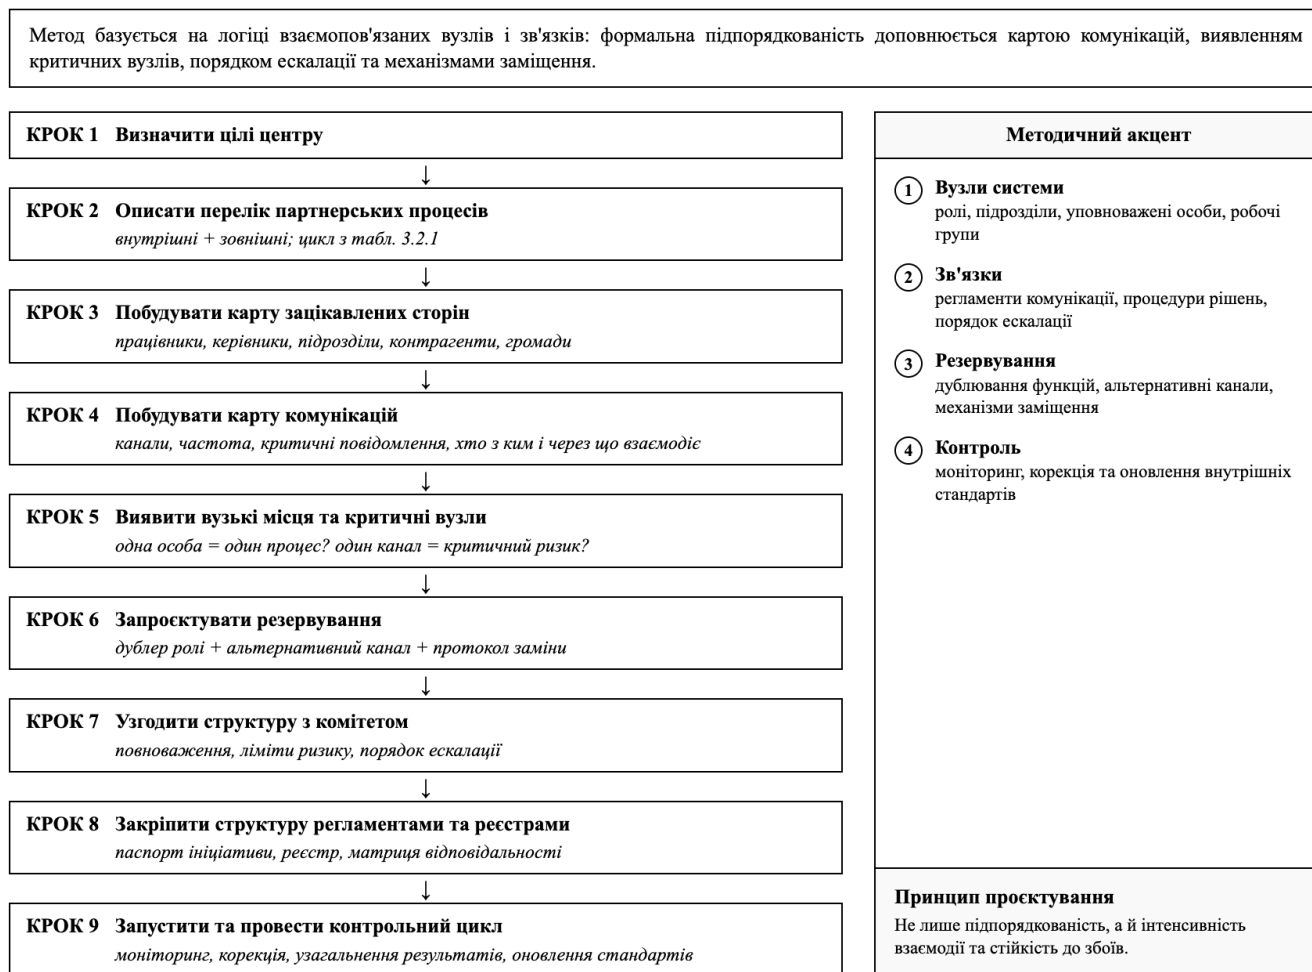 Метод базується на логіці взаємопов'язаних вузлів і зв'язків: формальна підпорядкованість доповнюється картою комунікацій, виявленням
критичних вузлів, порядком ескалації та механізмами заміщення.
КРОК 1 Визначити цілі центру
↓
КРОК 2 Описати перелік партнерських процесів
внутрішні + зовнішні; цикл з табл. 3.2.1
↓
КРОК 3 Побудувати карту зацікавлених сторін
працівники, керівники, підрозділи, контрагенти, громади
↓
КРОК 4 Побудувати карту комунікацій
канали, частота, критичні повідомлення, хто з ким і через що взаємодіє
↓
КРОК 5 Виявити вузькі місця та критичні вузли
одна особа = один процес? один канал = критичний ризик?
↓
КРОК 6 Запроєктувати резервування
дублер ролі + альтернативний канал + протокол заміни
↓
КРОК 7 Узгодити структуру з комітетом
повноваження, ліміти ризику, порядок ескалації
↓
КРОК 8 Закріпити структуру регламентами та реєстрами
паспорт ініціативи, реєстр, матриця відповідальності
↓
КРОК 9 Запустити та провести контрольний цикл
моніторинг, корекція, узагальнення результатів, оновлення стандартів
Методичний акцент
1 Вузли системи
ролі, підрозділи, уповноважені особи, робочі
групи
2 Зв'язки
регламенти комунікації, процедури рішень,
порядок ескалації
3 Резервування
дублювання функцій, альтернативні канали,
механізми заміщення
4 Контроль
моніторинг, корекція та оновлення внутрішніх
стандартів
Принцип проєктування
Не лише підпорядкованість, а й інтенсивність
взаємодії та стійкість до збоїв.